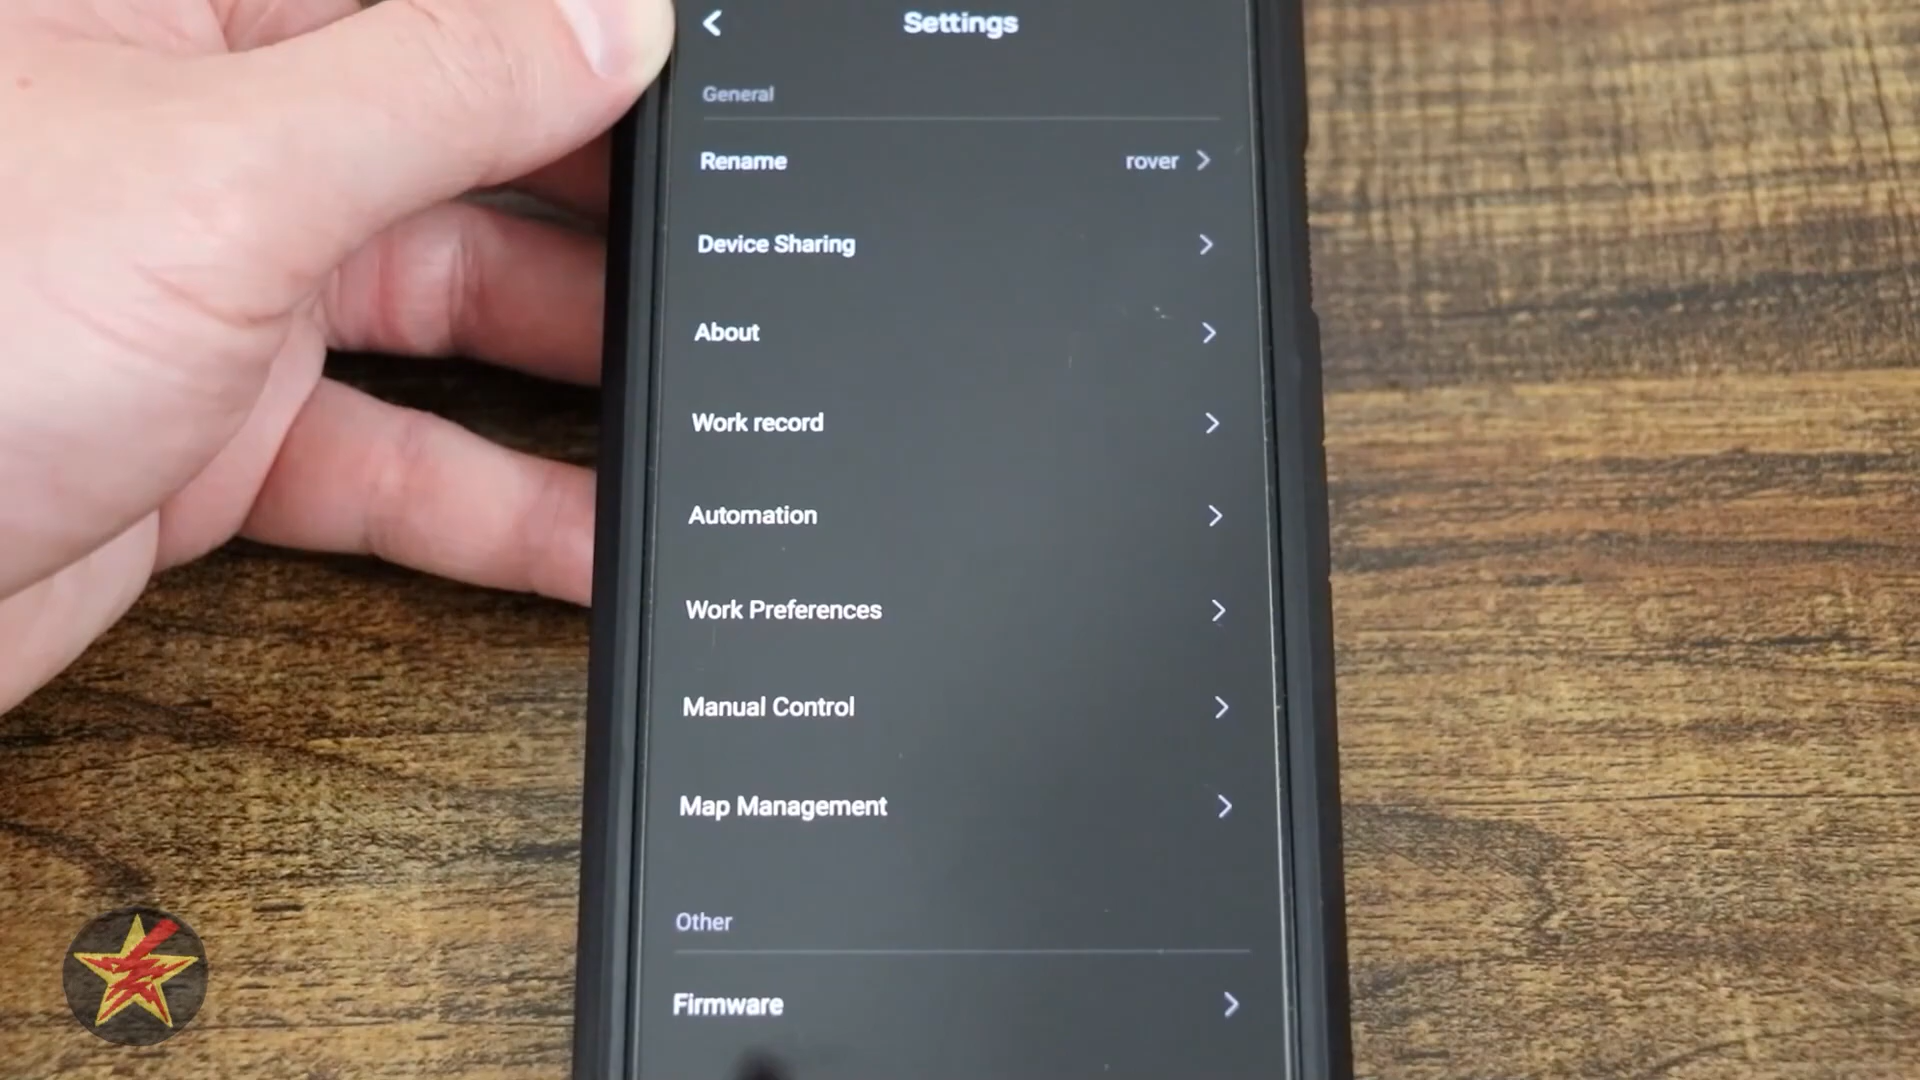 Settings
General
Rename rover
Device Sharing
About
Work record
Automation
Work Preferences
Manual Control
Map Management
Other
Firmware